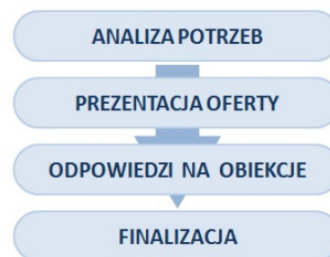 ANALIZA POTRZEB
PREZENTACJA OFERTY
ODPOWIEDZI NA OBIEKCJE
FINALIZACJA